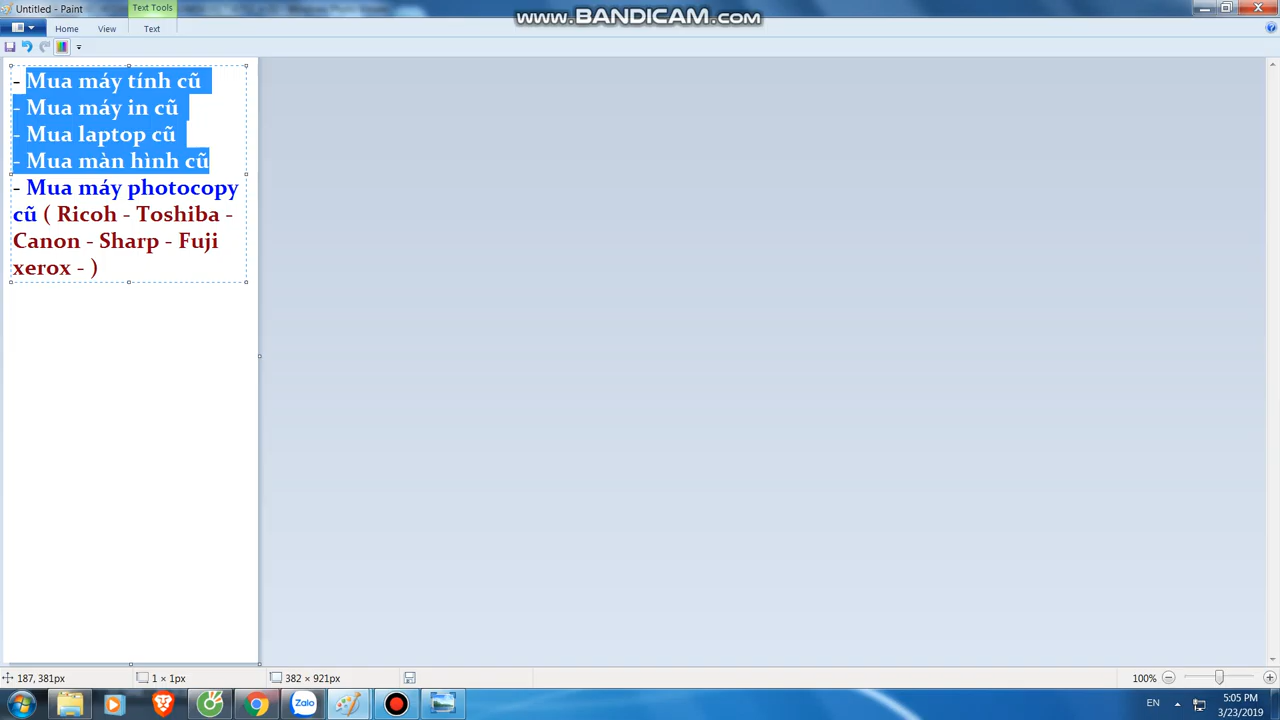 Untitled - Paint
Text Tools
www.BANDICAM.com
Home
View
Text
- Mua máy tính cũ
- Mua máy in cũ
- Mua laptop cũ
- Mua màn hình cũ
- Mua máy photocopy
cũ ( Ricoh - Toshiba -
Canon - Sharp - Fuji
xerox - )
187, 381px
1 × 1px
382 × 921px
100%
Zalo
EN
5:05 PM
3/23/2019